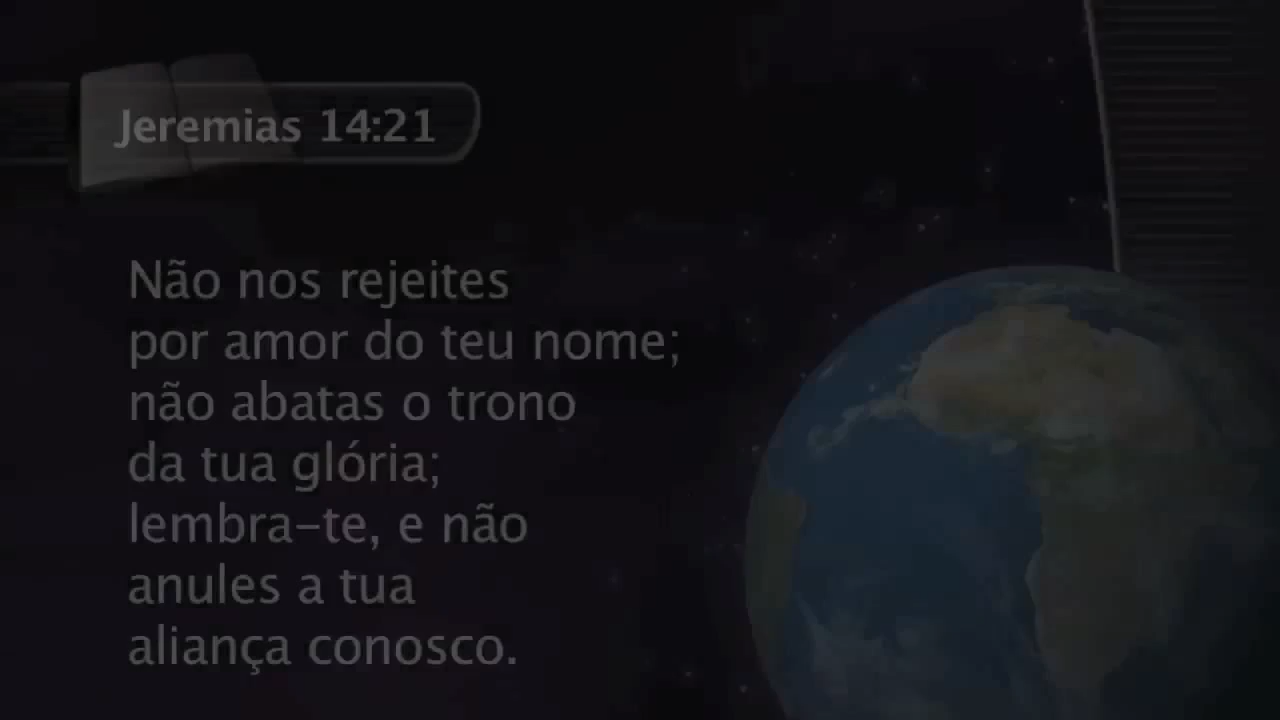 Jeremias 14:21
Não nos rejeites
por amor do teu nome;
não abatas o trono
da tua glória;
lembra-te, e não
anules a tua
aliança conosco.